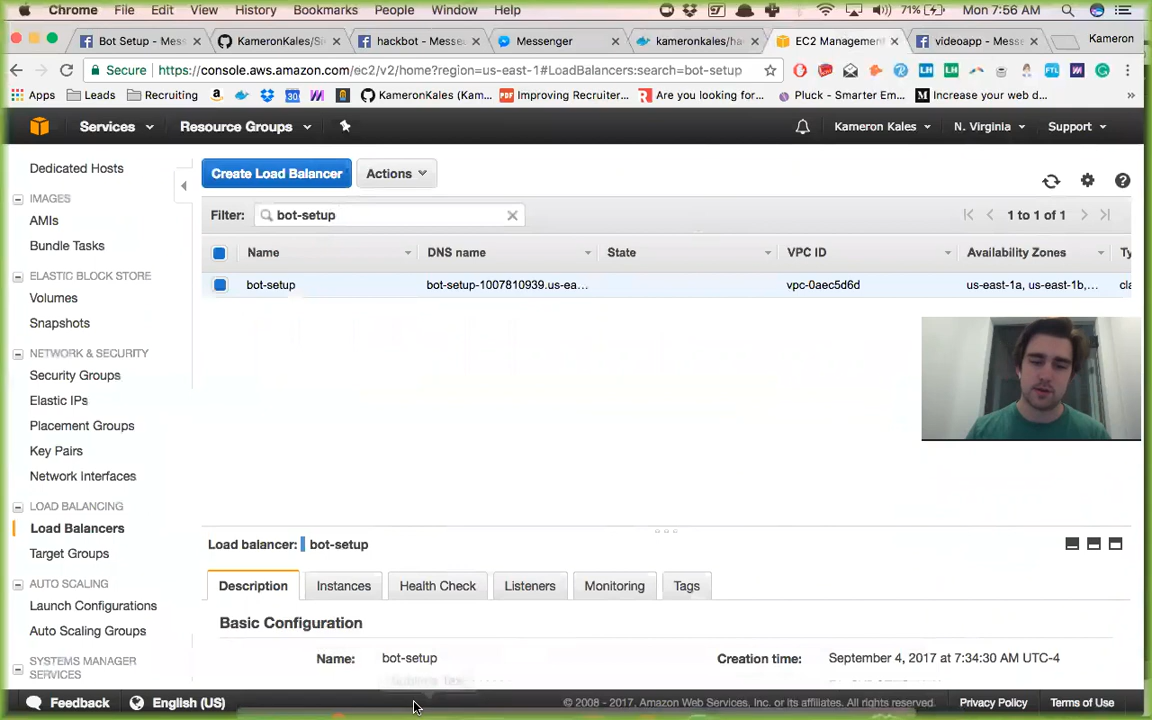 Chrome File Edit View History Bookmarks People Window Help 71% Mon 7:56 AM
Bot Setup - Mess KameronKales/Si hackbot - Messe Messenger kameronkales/ha EC2 Management videoapp - Messe Kameron
Secure https://console.aws.amazon.com/ec2/v2/home?region=us-east-1#LoadBalancers:search=bot-setup
Apps Leads Recruiting KameronKales (Kam... Improving Recruiter... Are you looking for... Pluck - Smarter Em... Increase your web d...
Services Resource Groups Kameron Kales N. Virginia Support
Dedicated Hosts
IMAGES
AMIs
Bundle Tasks
ELASTIC BLOCK STORE
Volumes
Snapshots
NETWORK & SECURITY
Security Groups
Elastic IPs
Placement Groups
Key Pairs
Network Interfaces
LOAD BALANCING
Load Balancers
Target Groups
AUTO SCALING
Launch Configurations
Auto Scaling Groups
SYSTEMS MANAGER
SERVICES
Create Load Balancer Actions
Filter: bot-setup 1 to 1 of 1
Name DNS name State VPC ID Availability Zones Ty
bot-setup bot-setup-1007810939.us-ea... vpc-0aec5d6d us-east-1a, us-east-1b,... cla
Load balancer: bot-setup
Description Instances Health Check Listeners Monitoring Tags
Basic Configuration
Name: bot-setup Creation time: September 4, 2017 at 7:34:30 AM UTC-4
Feedback English (US) © 2008 - 2017, Amazon Web Services, Inc. or its affiliates. All rights reserved. Privacy Policy Terms of Use